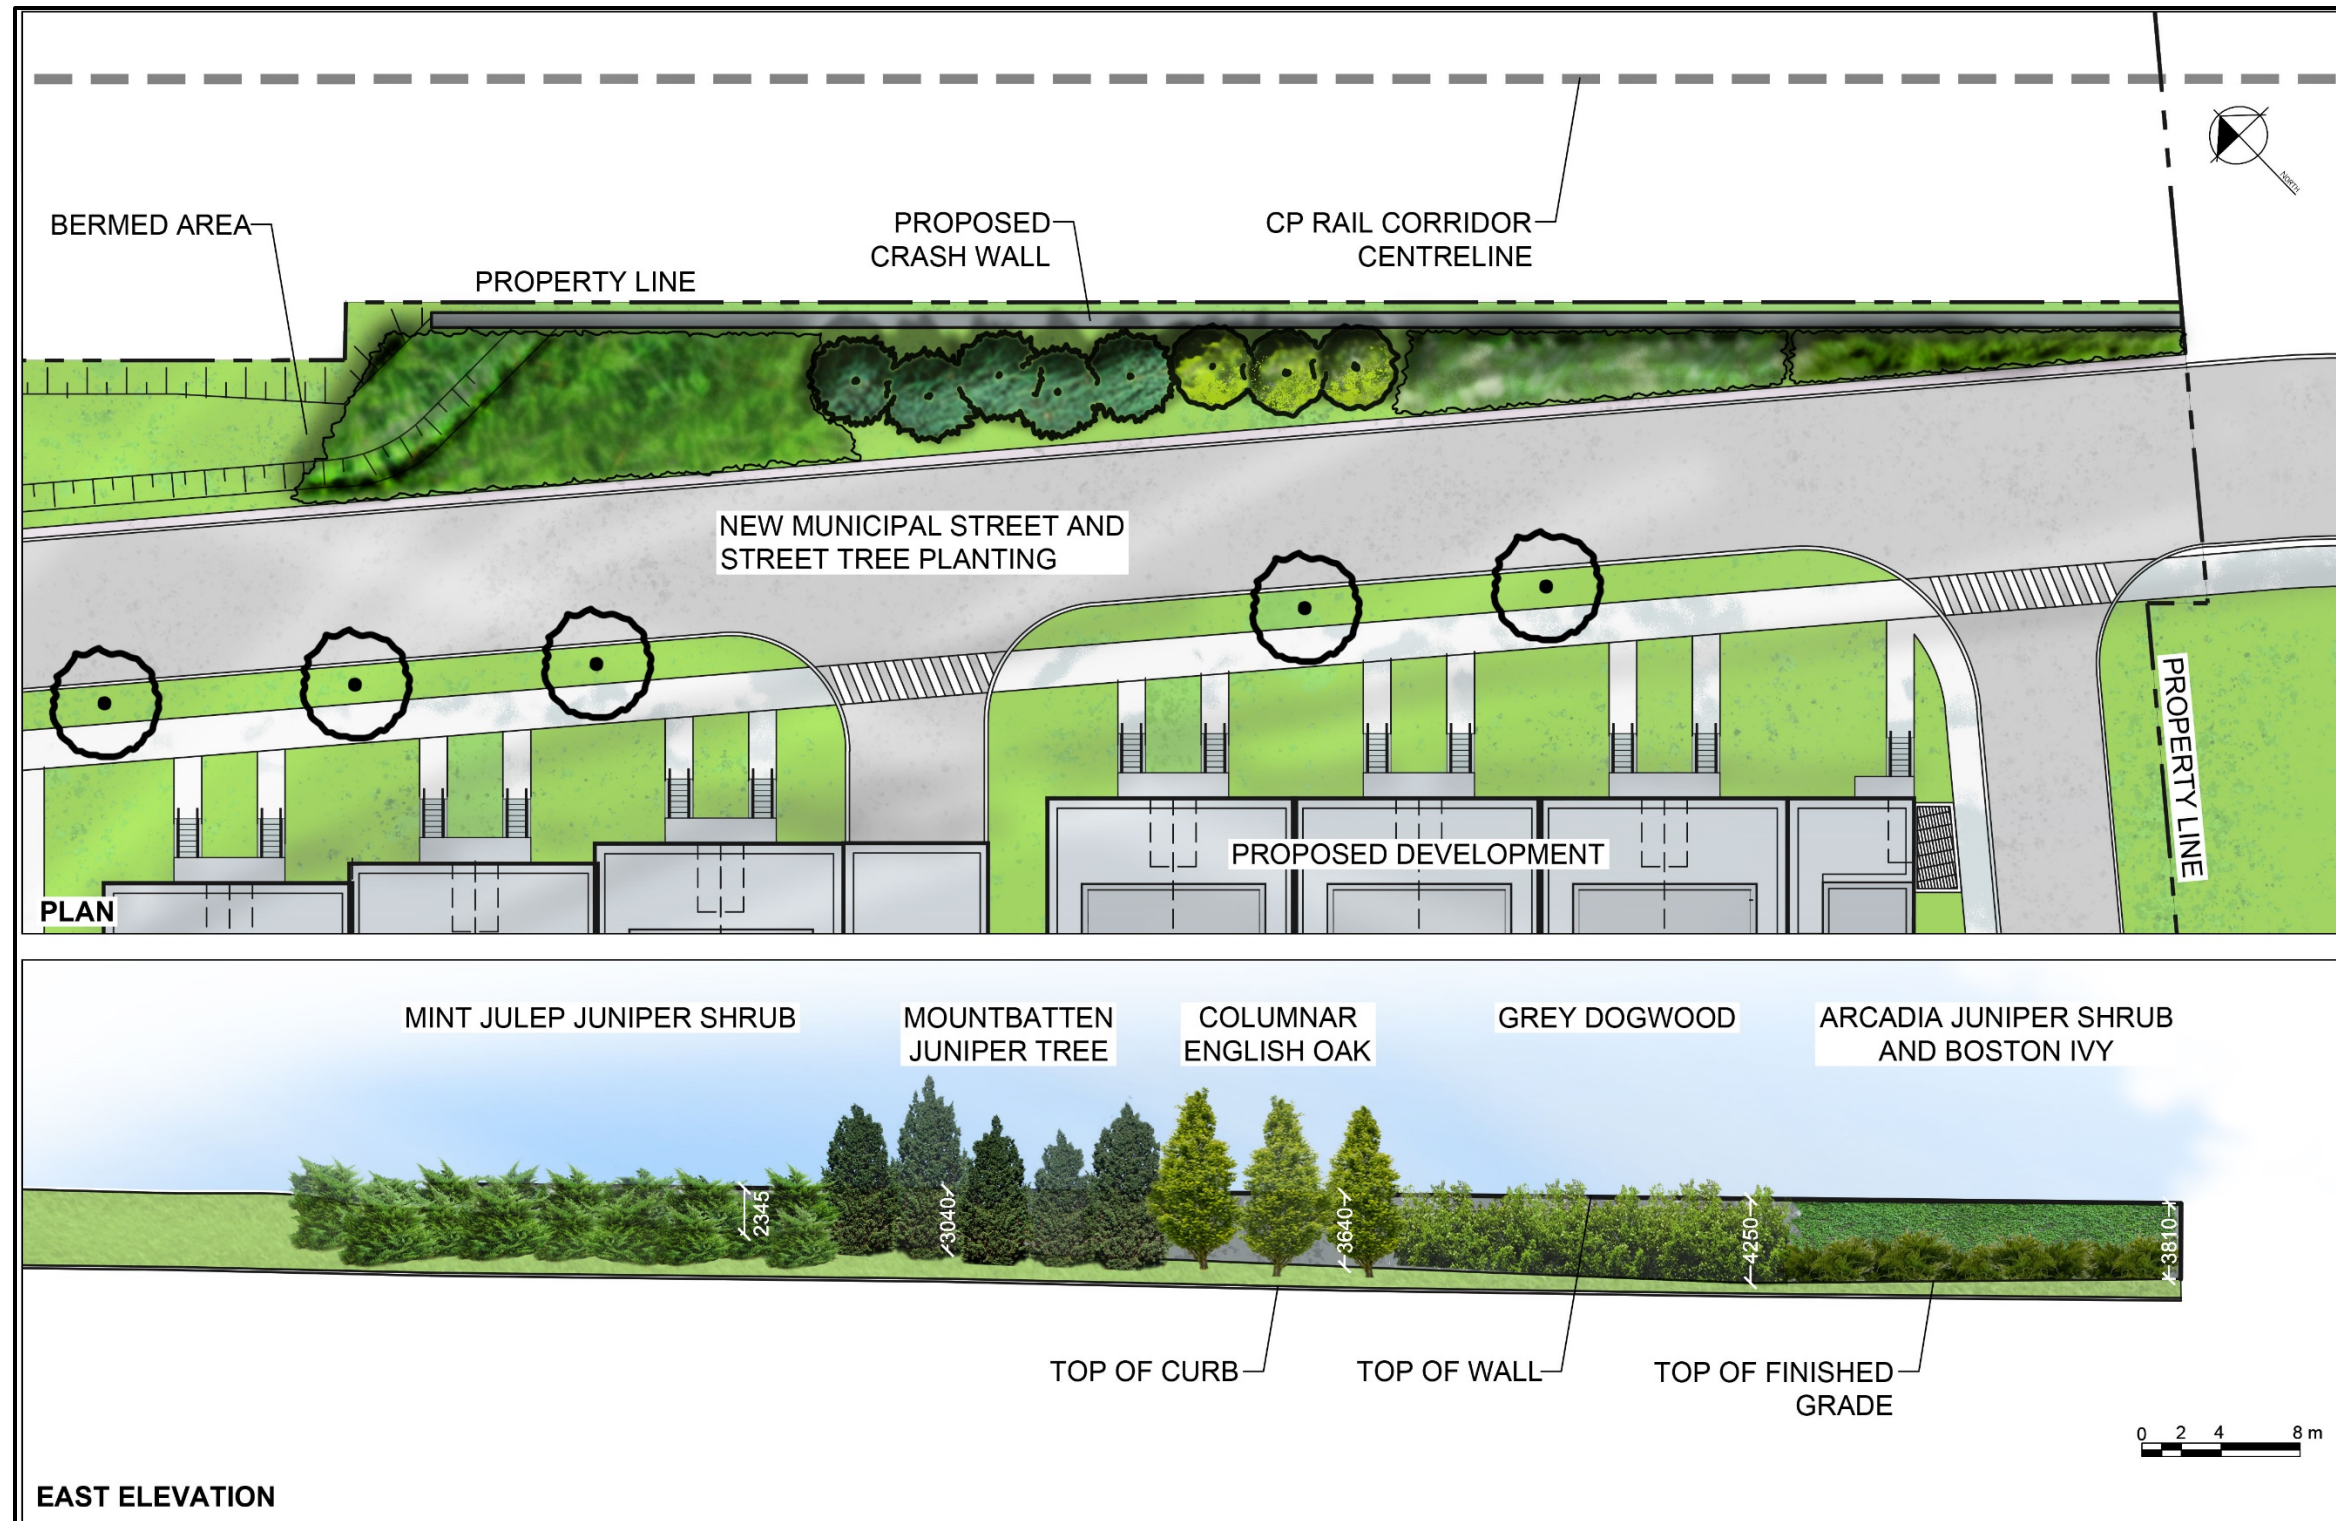 NORTH
BERMED AREA
PROPOSED
CRASH WALL
CP RAIL CORRIDOR
CENTRELINE
PROPERTY LINE
NEW MUNICIPAL STREET AND
STREET TREE PLANTING
PROPERTY LINE
PROPOSED DEVELOPMENT
PLAN
MINT JULEP JUNIPER SHRUB
MOUNTBATTEN
JUNIPER TREE
COLUMNAR
ENGLISH OAK
GREY DOGWOOD
ARCADIA JUNIPER SHRUB
AND BOSTON IVY
2345
3040
3640
4250
3810
TOP OF CURB
TOP OF WALL
TOP OF FINISHED
GRADE
0 2 4 8 m
EAST ELEVATION